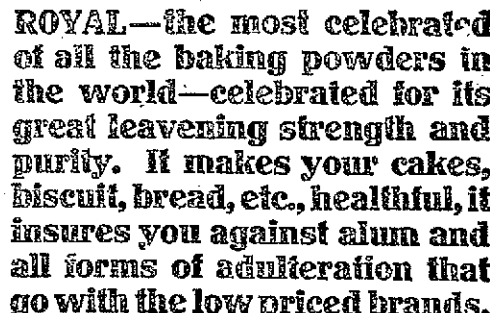 ROYAL—the most celebrated
of all the baking powders in
the world—celebrated for its
great leavening strength and
purity. It makes your cakes,
biscuit, bread, etc., healthful, it
insures you against alum and
all forms of adulteration that
go with the low priced brands.